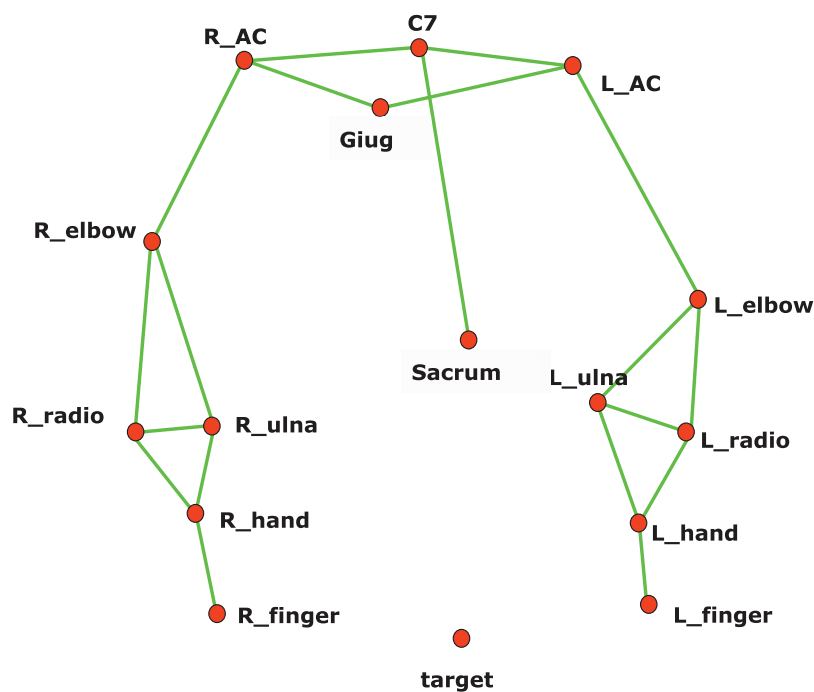 C7
R_AC
L_AC
Giug
R_elbow
L_elbow
Sacrum
L_ulna
R_radio
R_ulna
L_radio
R_hand
L_hand
R_finger
L_finger
target